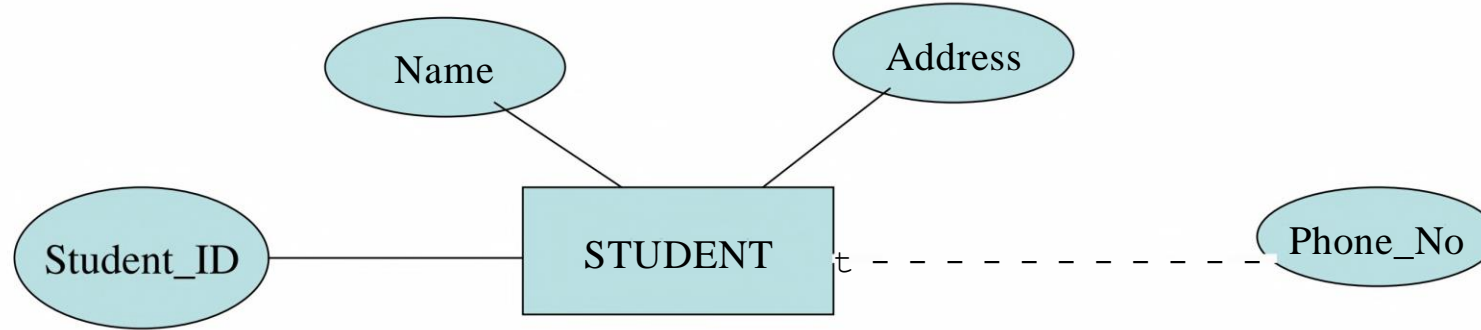 Name
Address
Student_ID
STUDENT
t - - - - - - - - - - - - -
Phone_No